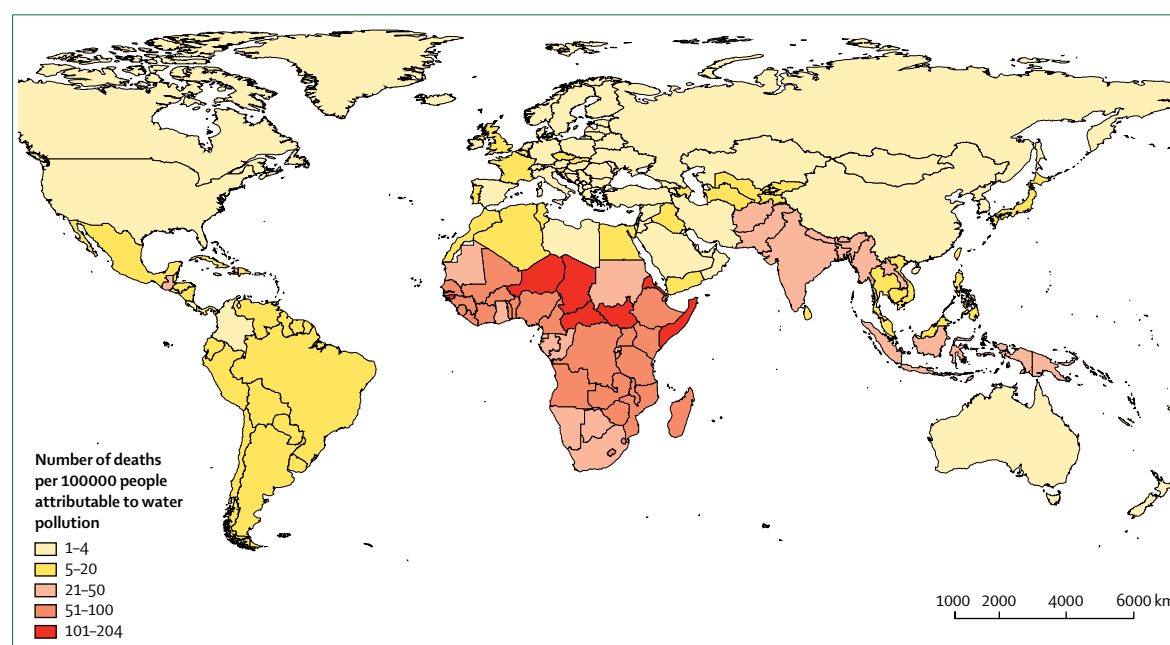 Number of deaths
per 100000 people
attributable to water
pollution
1–4
5–20
21–50
51–100
101–204
1000 2000 4000 6000 km